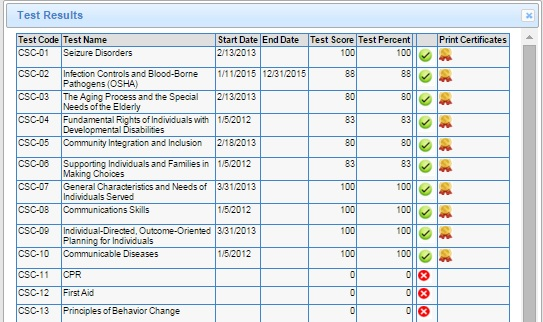 Test Results
Test Code Test Name Start Date End Date Test Score Test Percent Print Certificates
CSC-01 Seizure Disorders 2/13/2013 100 100
CSC-02 Infection Controls and Blood-Borne 1/11/2015 12/31/2015 88 88
Pathogens (OSHA)
CSC-03 The Aging Process and the Special 2/13/2013 80 80
Needs of the Elderly
CSC-04 Fundamental Rights of Individuals with 1/5/2012 83 83
Developmental Disabilities
CSC-05 Community Integration and Inclusion 2/18/2013 80 80
CSC-06 Supporting Individuals and Families in 1/5/2012 83 83
Making Choices
CSC-07 General Characteristics and Needs of 3/31/2013 100 100
Individuals Served
CSC-08 Communications Skills 1/5/2012 100 100
CSC-09 Individual-Directed, Outcome-Oriented 3/31/2013 100 100
Planning for Individuals
CSC-10 Communicable Diseases 1/5/2012 100 100
CSC-11 CPR 0 0
CSC-12 First Aid 0 0
CSC-13 Principles of Behavior Change 0 0